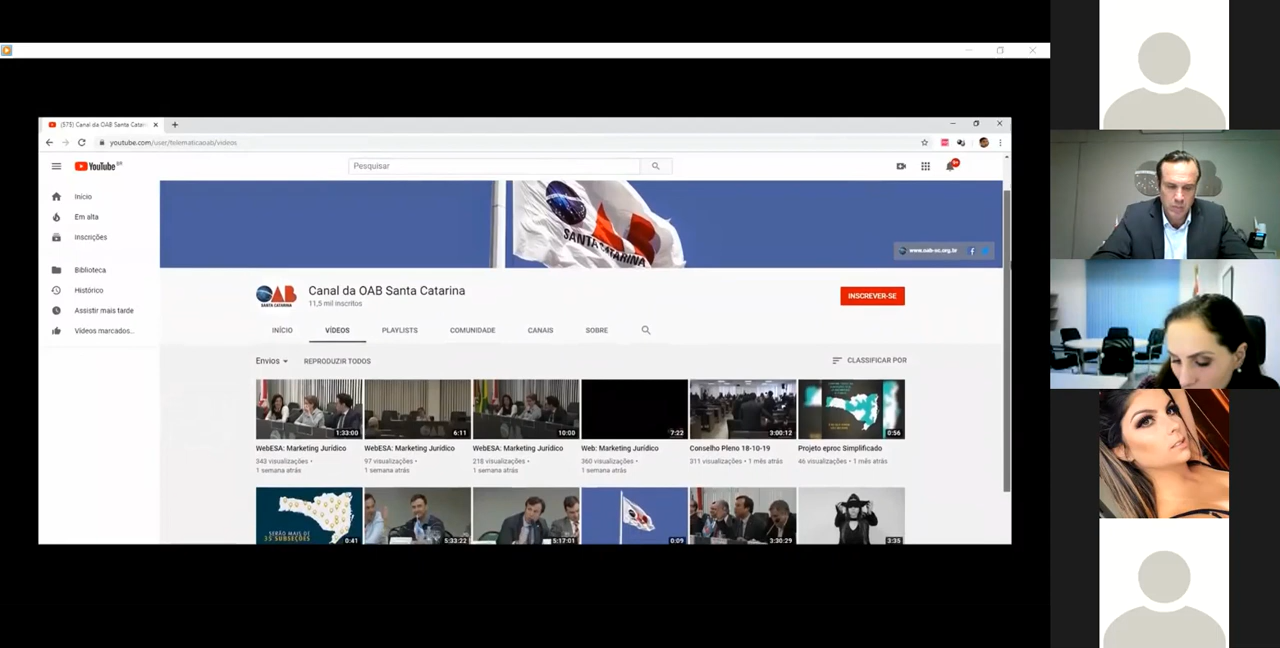 (575) Canal da OAB Santa Catar
youtube.com/user/telematicaoab/videos
YouTube BR
Pesquisar
9+
Início
Em alta
Inscrições
Biblioteca
Histórico
Assistir mais tarde
Vídeos marcados...
SANTA CATARINA
www.oab-sc.org.br
OAB
SANTA CATARINA
Canal da OAB Santa Catarina
11,5 mil inscritos
INSCREVER-SE
INÍCIO VÍDEOS PLAYLISTS COMUNIDADE CANAIS SOBRE
Envios REPRODUZIR TODOS CLASSIFICAR POR
1:33:00 6:11 10:00 7:22 3:00:12 0:56
WebESA: Marketing Jurídico WebESA: Marketing Jurídico WebESA: Marketing Jurídico Web: Marketing Jurídico Conselho Pleno 18-10-19 Projeto eproc Simplificado
343 visualizações • 97 visualizações • 218 visualizações • 360 visualizações • 311 visualizações • 1 mês atrás 46 visualizações • 1 mês atrás
1 semana atrás 1 semana atrás 1 semana atrás 1 semana atrás
SERÃO MAIS DE
35 SUBSEÇÕES
0:41 5:33:22 5:17:01 0:09 3:30:29 3:35